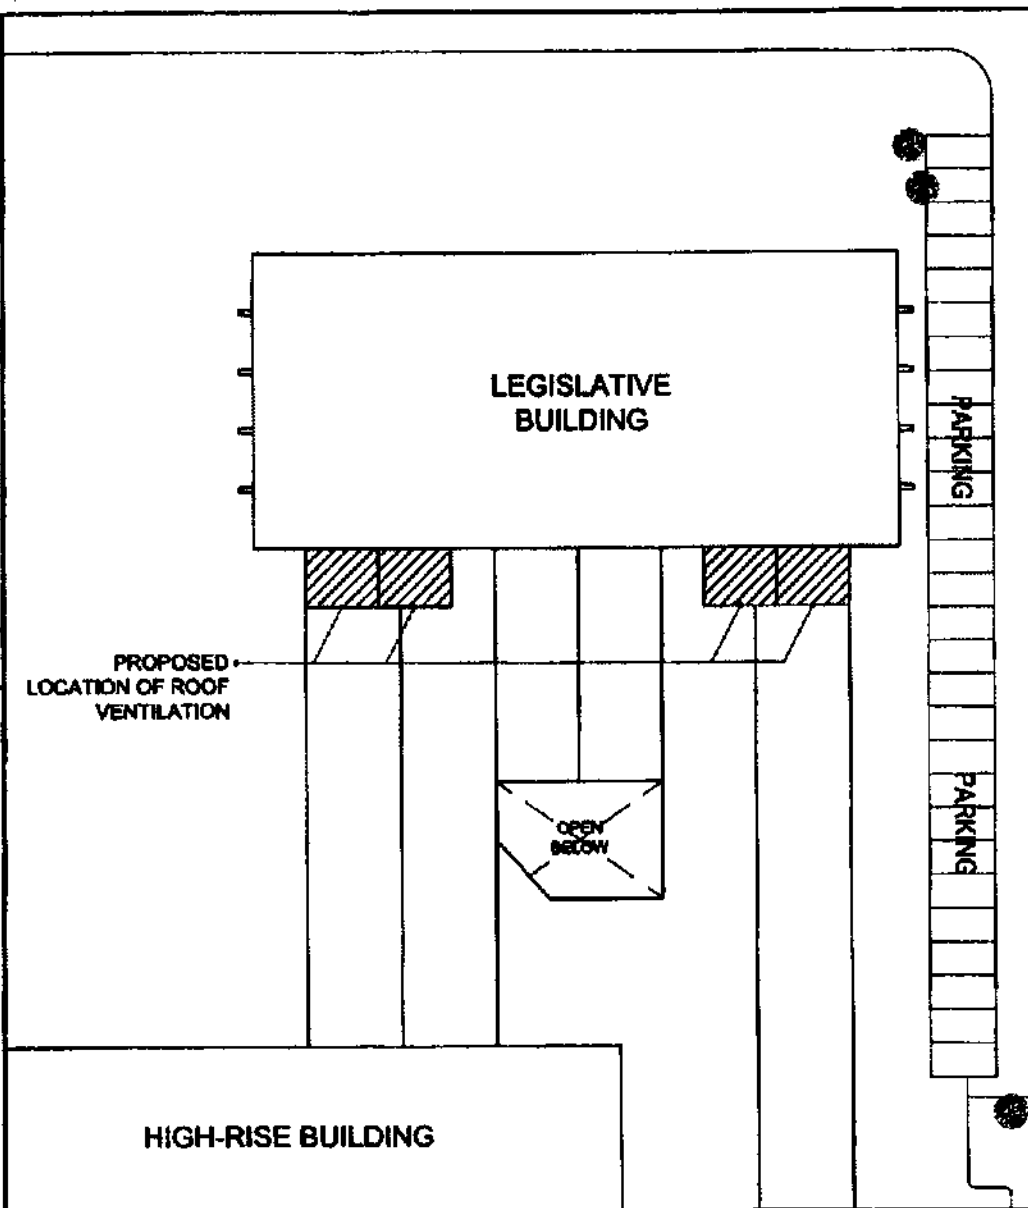 LEGISLATIVE
BUILDING
PARKING
PROPOSED
LOCATION OF ROOF
VENTILATION
PARKING
OPEN
BELOW
HIGH-RISE BUILDING